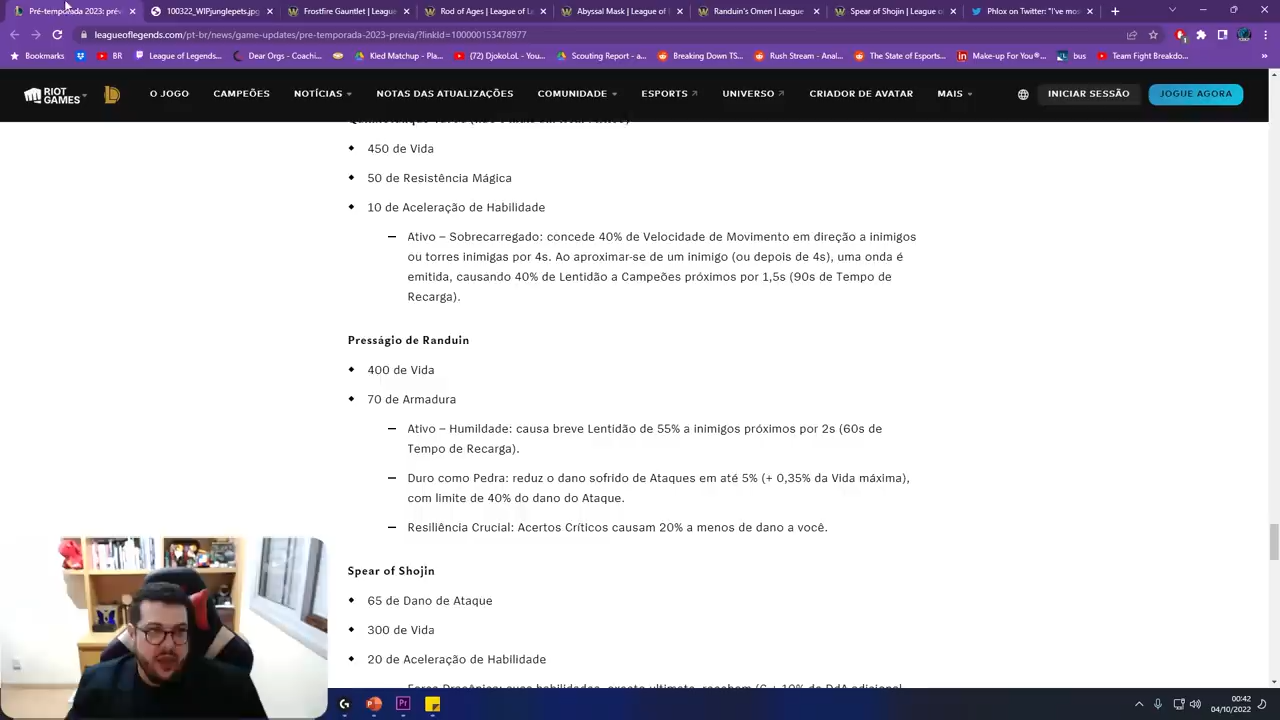 Pré-temporada 2023: pré-
100322_WIPjunglepets.jpg
Frostfire Gauntlet | League
Rod of Ages | League of Le
Abyssal Mask | League of
Randuin's Omen | League
Spear of Shojin | League o
Phlox on Twitter: "I've mos
leagueoflegends.com/pt-br/news/game-updates/pre-temporada-2023-previa/?linkId=100000153478977
Bookmarks
BR
League of Legends...
Dear Orgs - Coachi...
Kled Matchup - Pa...
(72) DjokoLoL - You...
Scouting Report - a...
Breaking Down TS...
Rush Stream - Anal...
The State of Esports...
Make-up For You®...
bus
Team Fight Breakdo...
RIOT GAMES
O JOGO
CAMPEÕES
NOTÍCIAS
NOTAS DAS ATUALIZAÇÕES
COMUNIDADE
ESPORTS
UNIVERSO
CRIADOR DE AVATAR
MAIS
INICIAR SESSÃO
JOGUE AGORA
450 de Vida
50 de Resistência Mágica
10 de Aceleração de Habilidade
Ativo – Sobrecarregado: concede 40% de Velocidade de Movimento em direção a inimigos
ou torres inimigas por 4s. Ao aproximar-se de um inimigo (ou depois de 4s), uma onda é
emitida, causando 40% de Lentidão a Campeões próximos por 1,5s (90s de Tempo de
Recarga).
Presságio de Randuin
400 de Vida
70 de Armadura
Ativo – Humildade: causa breve Lentidão de 55% a inimigos próximos por 2s (60s de
Tempo de Recarga).
Duro como Pedra: reduz o dano sofrido de Ataques em até 5% (+ 0,35% da Vida máxima),
com limite de 40% do dano do Ataque.
Resiliência Crucial: Acertos Críticos causam 20% a menos de dano a você.
Spear of Shojin
65 de Dano de Ataque
300 de Vida
20 de Aceleração de Habilidade
00:42
04/10/2022